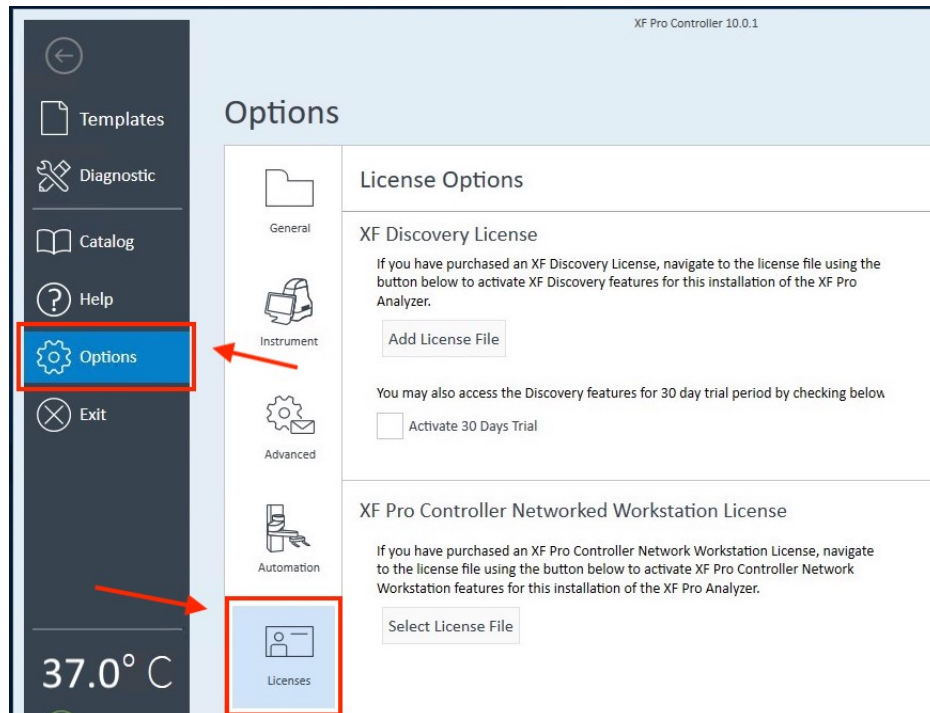 XF Pro Controller 10.0.1
Templates
Diagnostic
Catalog
Help
Options
Exit
37.0° C
Options
General
Instrument
Advanced
Automation
Licenses
License Options
XF Discovery License
If you have purchased an XF Discovery License, navigate to the license file using the
button below to activate XF Discovery features for this installation of the XF Pro
Analyzer.
Add License File
You may also access the Discovery features for 30 day trial period by checking below
Activate 30 Days Trial
XF Pro Controller Networked Workstation License
If you have purchased an XF Pro Controller Network Workstation License, navigate
to the license file using the button below to activate XF Pro Controller Network
Workstation features for this installation of the XF Pro Analyzer.
Select License File